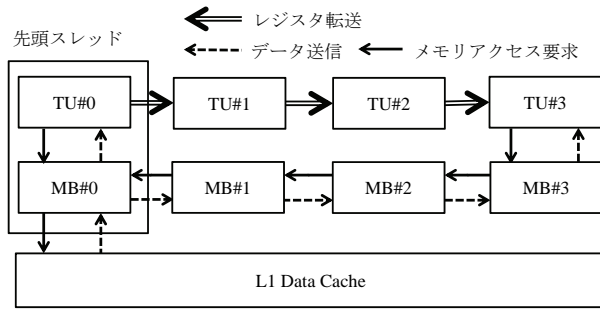 レジスタ転送
先頭スレッド
データ送信 メモリアクセス要求
TU#0 TU#1 TU#2 TU#3
MB#0 MB#1 MB#2 MB#3
L1 Data Cache